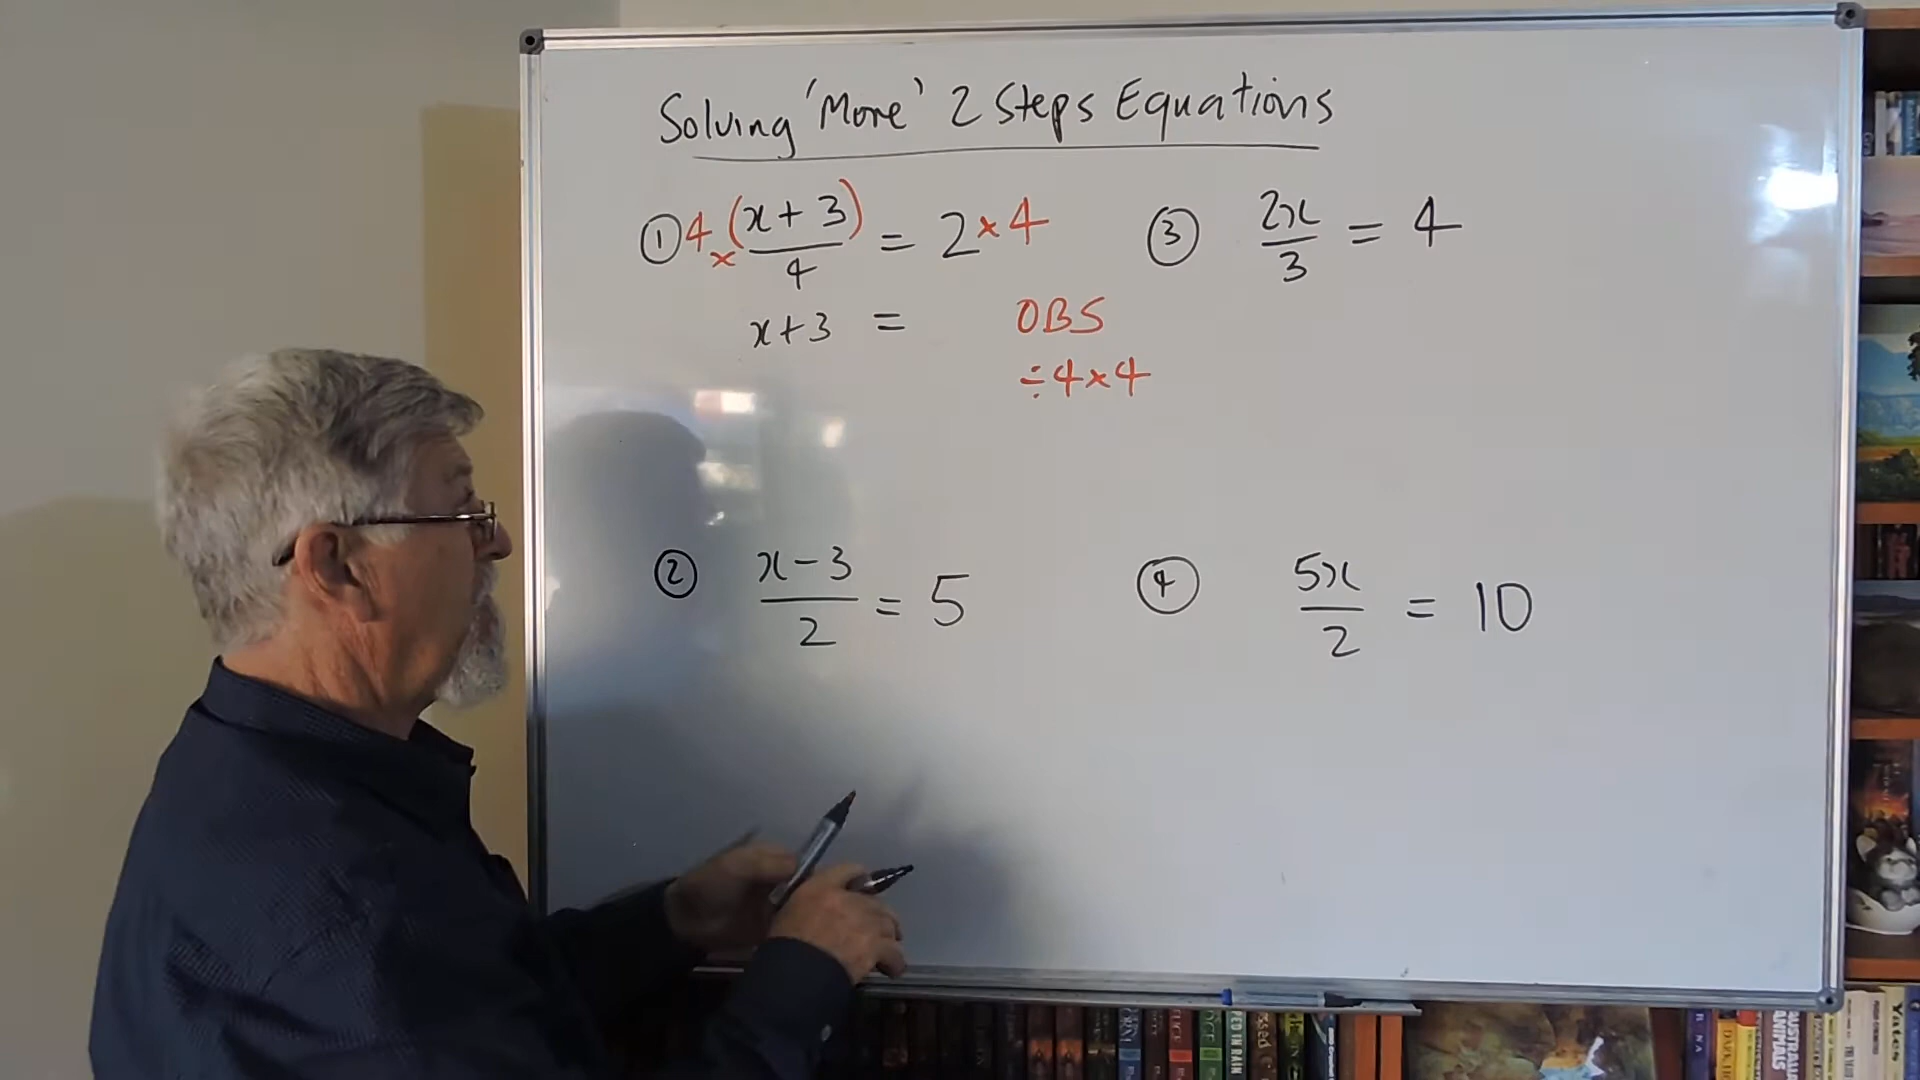 Solving 'More' 2 Steps Equations
① 4 × (x + 3)/4 = 2 × 4
x + 3 =
OBS
÷4×4
② x - 3/2 = 5
③ 2x/3 = 4
④ 5x/2 = 10